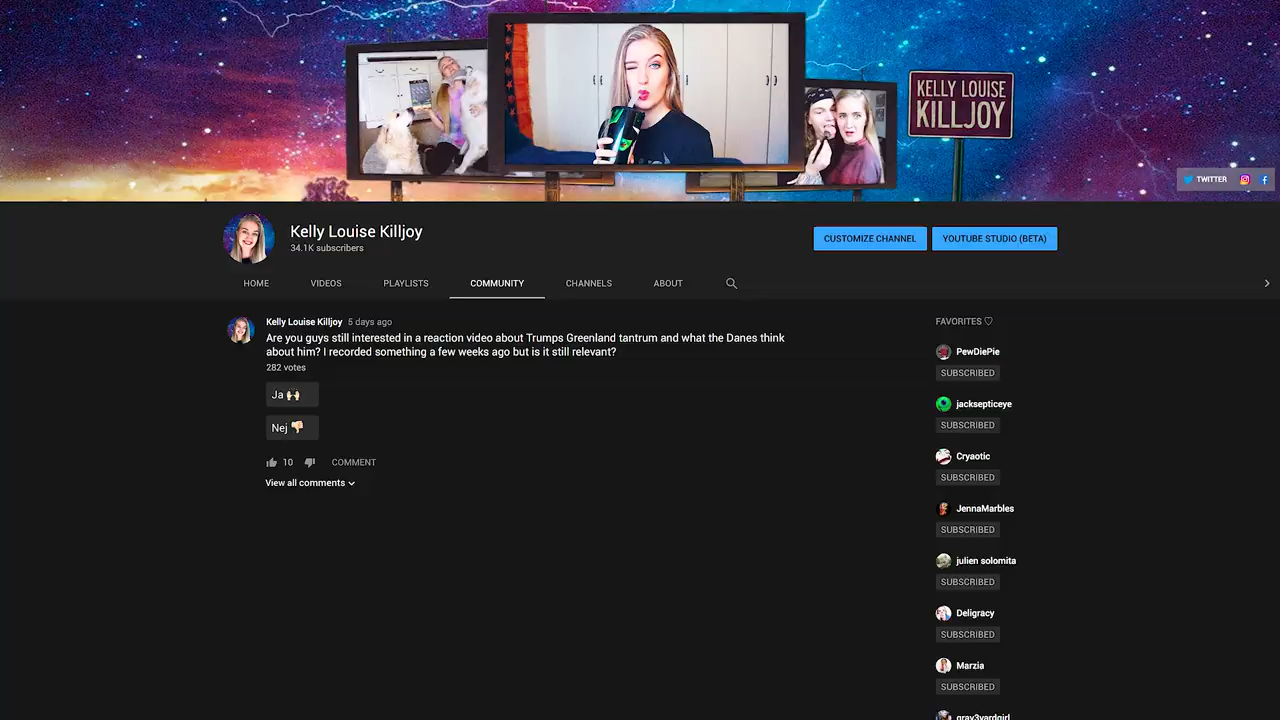 KELLY LOUISE
KILLJOY
TWITTER
Kelly Louise Killjoy
34.1K subscribers
CUSTOMIZE CHANNEL
YOUTUBE STUDIO (BETA)
HOME
VIDEOS
PLAYLISTS
COMMUNITY
CHANNELS
ABOUT
Kelly Louise Killjoy 5 days ago
Are you guys still interested in a reaction video about Trumps Greenland tantrum and what the Danes think
about him? I recorded something a few weeks ago but is it still relevant?
282 votes
Ja 🙌🏻
Nej 👎🏻
10
COMMENT
View all comments
FAVORITES ♡
PewDiePie
SUBSCRIBED
jacksepticeye
SUBSCRIBED
Cryaotic
SUBSCRIBED
JennaMarbles
SUBSCRIBED
julien solomita
SUBSCRIBED
Deligracy
SUBSCRIBED
Marzia
SUBSCRIBED
gray3yardgirl